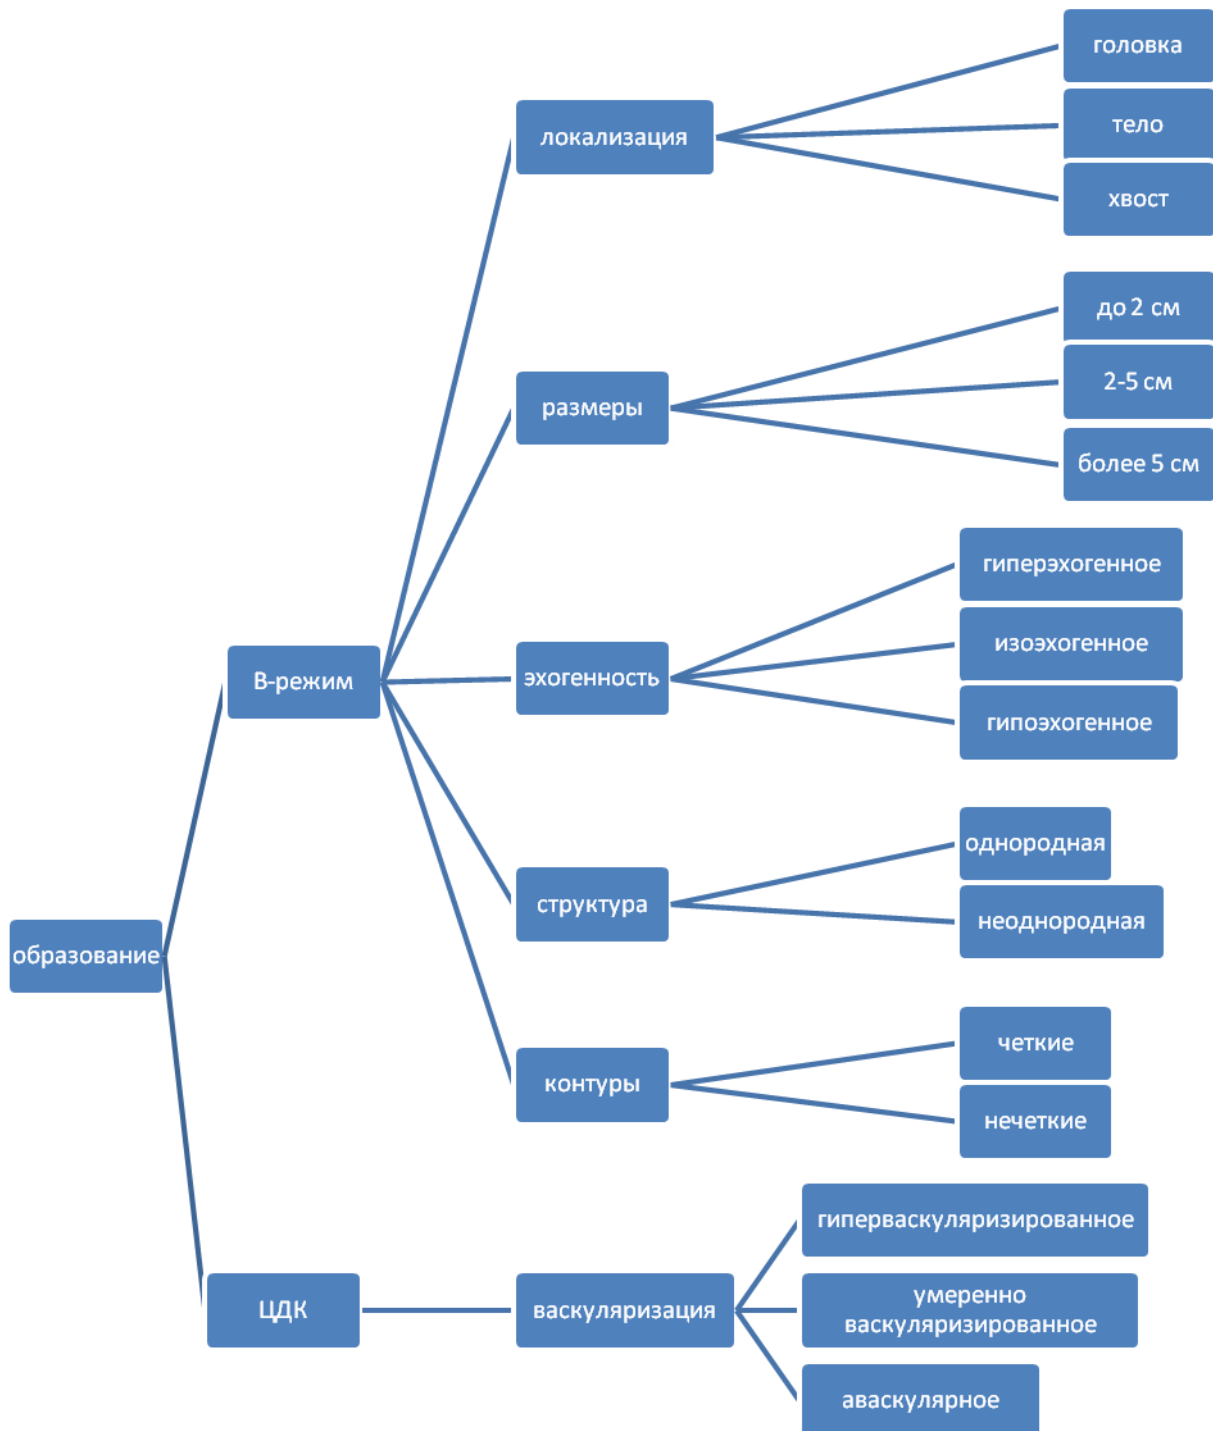 головка
локализация
тело
хвост
до 2 см
2-5 см
размеры
более 5 см
гиперэхогенное
изоэхогенное
В-режим
эхогенность
гипоэхогенное
однородная
структура
неоднородная
образование
четкие
контуры
нечеткие
гиперваскуляризированное
ЦДК
васкуляризация
умеренно
васкуляризированное
аваскулярное